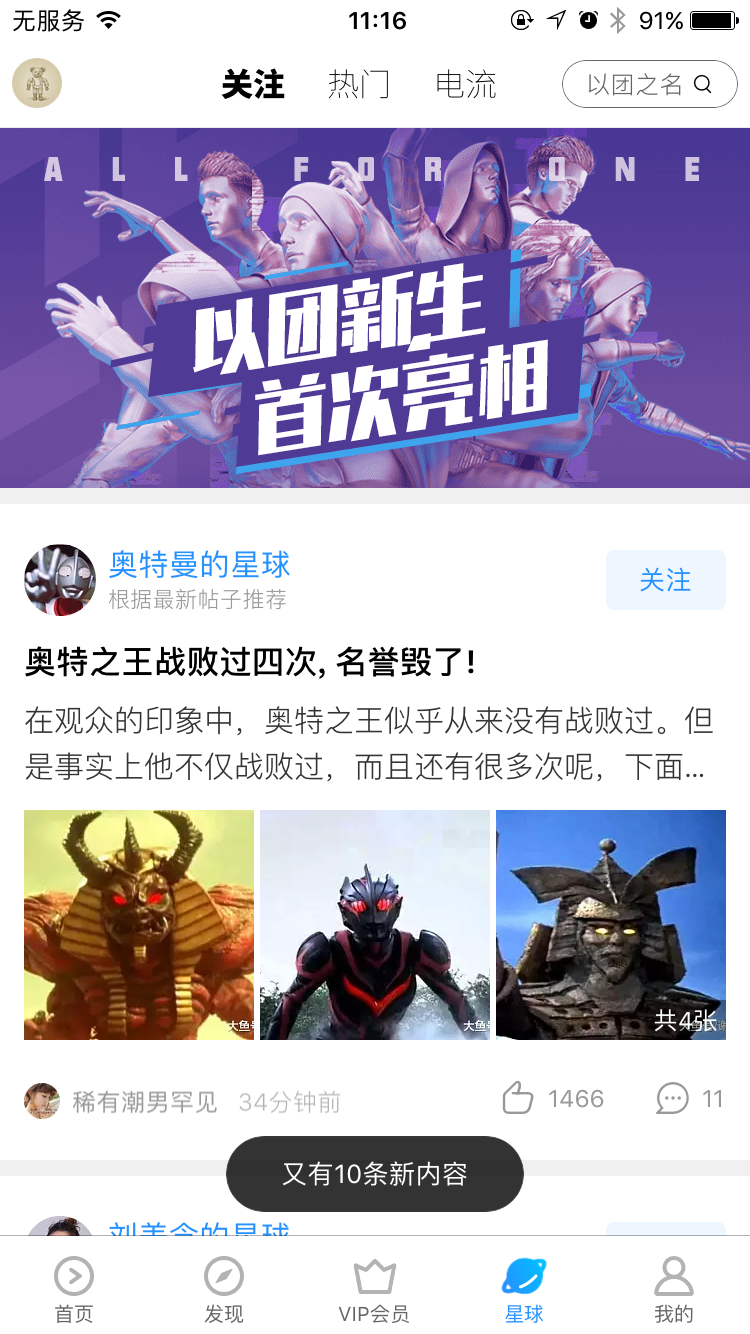 无服务
11:16
91%
关注
热门
电流
以团之名
ALL FOR ONE
以团新生
首次亮相
奥特曼的星球
根据最新帖子推荐
关注
奥特之王战败过四次, 名誉毁了!
在观众的印象中，奥特之王似乎从来没有战败过。但
是事实上他不仅战败过，而且还有很多次呢，下面...
大鱼号
大鱼号
共4张
稀有潮男罕见
34分钟前
1466
11
又有10条新内容
首页
发现
VIP会员
星球
我的